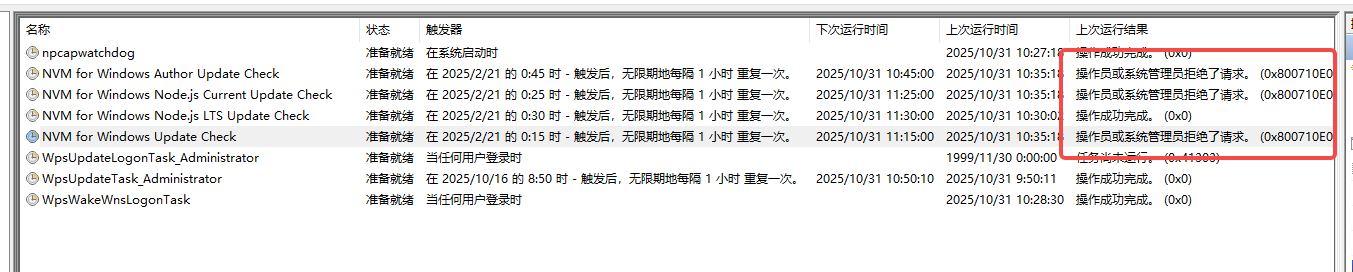 名称 状态 触发器 下次运行时间 上次运行时间 上次运行结果
npcapwatchdog 准备就绪 在系统启动时 2025/10/31 10:27:18 操作成功完成。 (0x0)
NVM for Windows Author Update Check 准备就绪 在 2025/2/21 的 0:45 时 - 触发后，无限期地每隔 1 小时 重复一次。 2025/10/31 10:45:00 2025/10/31 10:35:18 操作员或系统管理员拒绝了请求。 (0x800710E0
NVM for Windows Node.js Current Update Check 准备就绪 在 2025/2/21 的 0:25 时 - 触发后，无限期地每隔 1 小时 重复一次。 2025/10/31 11:25:00 2025/10/31 10:35:18 操作员或系统管理员拒绝了请求。 (0x800710E0
NVM for Windows Node.js LTS Update Check 准备就绪 在 2025/2/21 的 0:30 时 - 触发后，无限期地每隔 1 小时 重复一次。 2025/10/31 11:30:00 2025/10/31 10:30:02 操作成功完成。 (0x0)
NVM for Windows Update Check 准备就绪 在 2025/2/21 的 0:15 时 - 触发后，无限期地每隔 1 小时 重复一次。 2025/10/31 11:15:00 2025/10/31 10:35:18 操作员或系统管理员拒绝了请求。 (0x800710E0
WpsUpdateLogonTask_Administrator 准备就绪 当任何用户登录时 1999/11/30 0:00:00 任务尚未运行。 (0x41303)
WpsUpdateTask_Administrator 准备就绪 在 2025/10/16 的 8:50 时 - 触发后，无限期地每隔 1 小时 重复一次。 2025/10/31 10:50:10 2025/10/31 9:50:11 操作成功完成。 (0x0)
WpsWakeWnsLogonTask 准备就绪 当任何用户登录时 2025/10/31 10:28:30 操作成功完成。 (0x0)